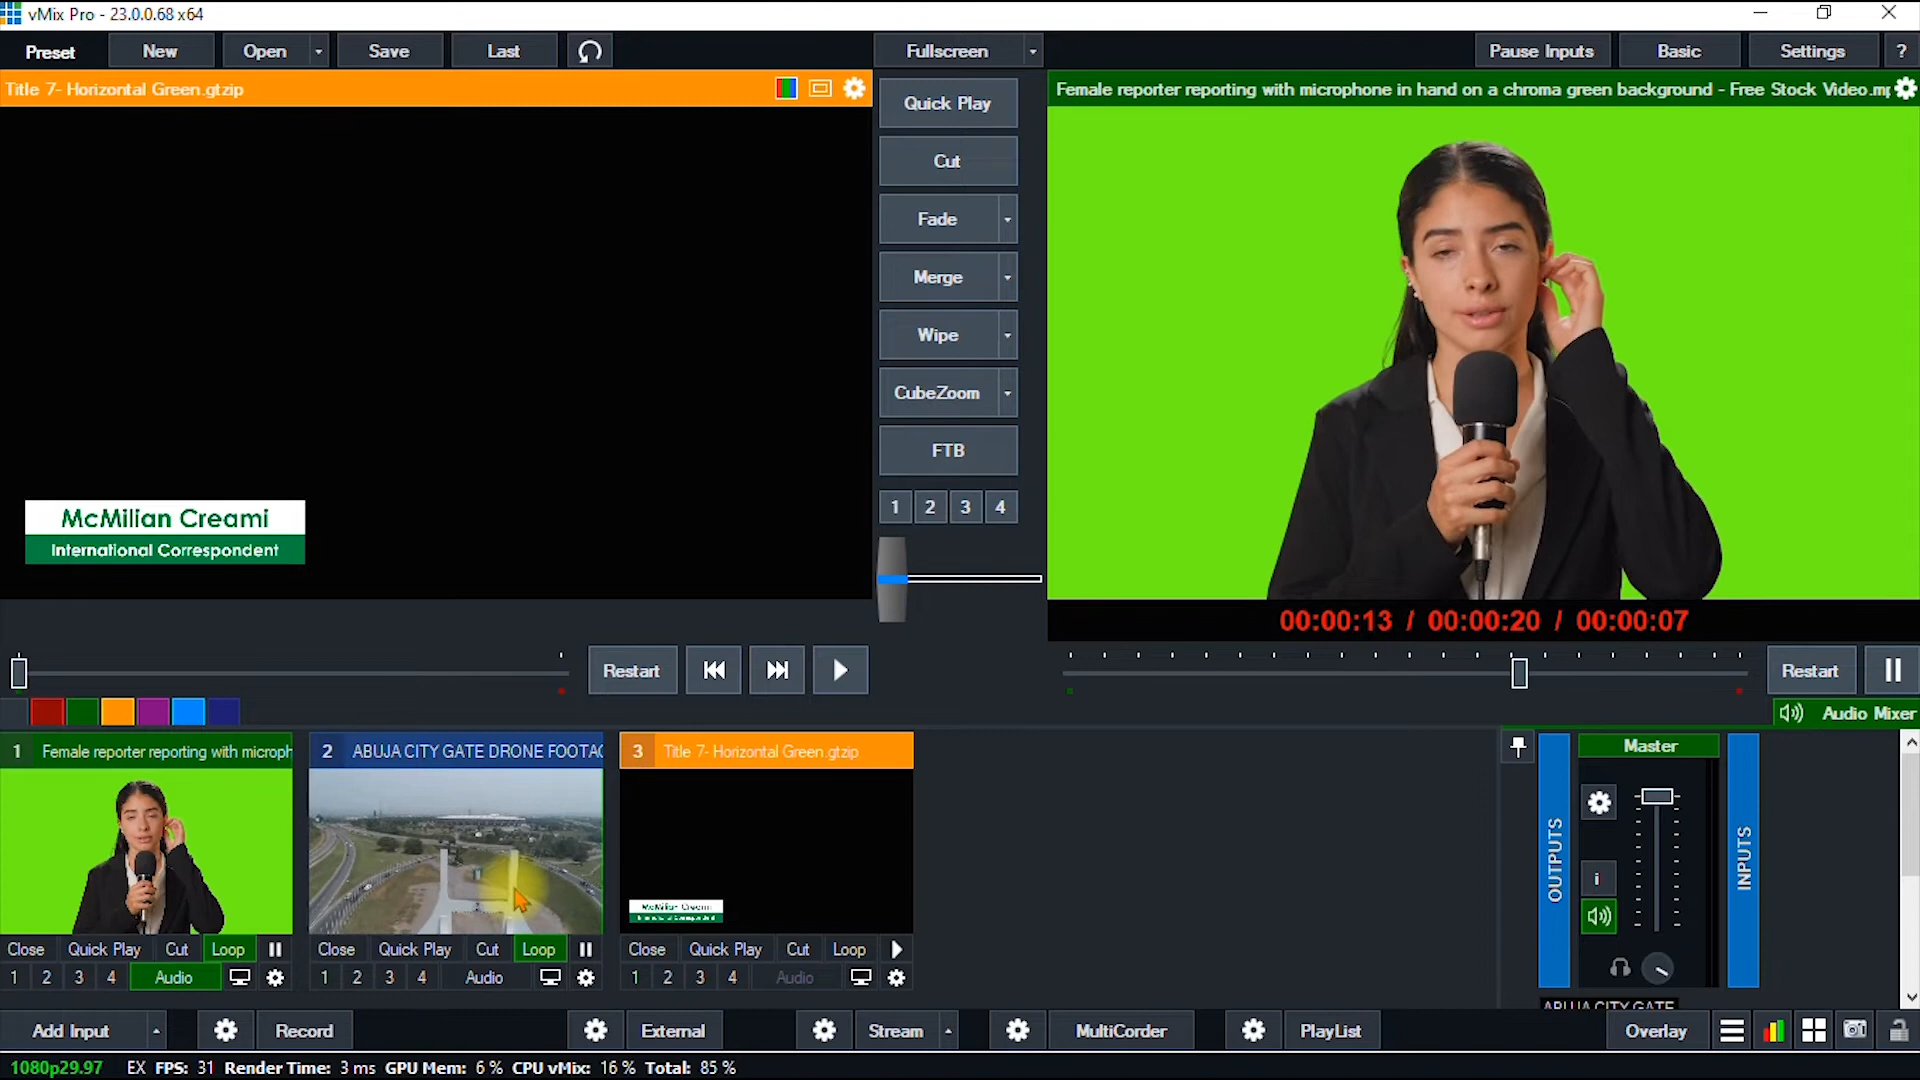 vMix Pro - 23.0.0.68 x64
Preset New Open Save Last Fullscreen Pause Inputs Basic Settings ?
Title 7- Horizontal Green.gtzip
Female reporter reporting with microphone in hand on a chroma green background - Free Stock Video.mp
Quick Play
Cut
Fade
Merge
Wipe
CubeZoom
FTB
1 2 3 4
McMilian Creami
International Correspondent
00:00:13 / 00:00:20 / 00:00:07
Restart
Restart
Audio Mixer
1 Female reporter reporting with microph
2 ABUJA CITY GATE DRONE FOOTAG
3 Title 7- Horizontal Green.gtzip
Master
OUTPUTS
INPUTS
i
McMilian Creami
International Correspondent
Close Quick Play Cut Loop
Close Quick Play Cut Loop
Close Quick Play Cut Loop
1 2 3 4 Audio
1 2 3 4 Audio
1 2 3 4 Audio
ABUJA CITY GATE
Add Input Record External Stream MultiCorder PlayList Overlay
1080p29.97 EX FPS: 31 Render Time: 3 ms GPU Mem: 6 % CPU vMix: 16 % Total: 85 %